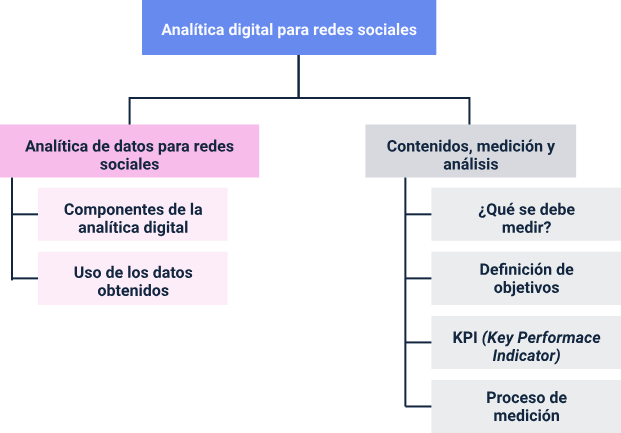 Analítica digital para redes sociales
Analítica de datos para redes
sociales
Componentes de la
analítica digital
Uso de los datos
obtenidos
Contenidos, medición y
análisis
¿Qué se debe
medir?
Definición de
objetivos
KPI (Key Performace
Indicator)
Proceso de
medición